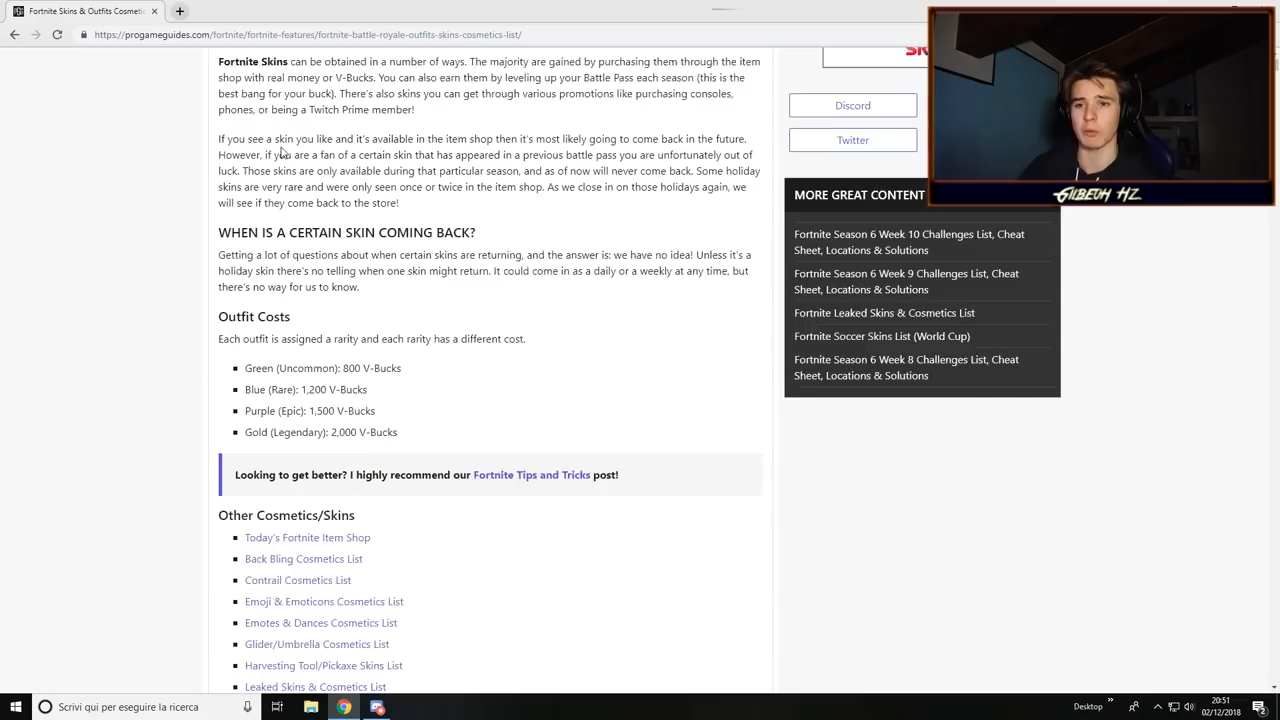 Fortnite Skins & Outfits Cosmetic
https://progameguides.com/fortnite/fortnite-features/fortnite-battle-royale-outfits-skins-cosmetics-list/
Fortnite Skins can be obtained in a number of ways. The majority are gained by purchasing them through the item
shop with real money or V-Bucks. You can also earn them by leveling up your Battle Pass each season (this is the
best bang for your buck). There's also skins you can get through various promotions like purchasing consoles,
phones, or being a Twitch Prime member!
If you see a skin you like and it's available in the item shop then it's most likely going to come back in the future.
However, if you are a fan of a certain skin that has appeared in a previous battle pass you are unfortunately out of
luck. Those skins are only available during that particular season, and as of now will never come back. Some holiday
skins are very rare and were only seen once or twice in the item shop. As we close in on those holidays again, we
will see if they come back to the store!
WHEN IS A CERTAIN SKIN COMING BACK?
Getting a lot of questions about when certain skins are returning, and the answer is: we have no idea! Unless it's a
holiday skin there's no telling when one skin might return. It could come in as a daily or a weekly at any time, but
there's no way for us to know.
Outfit Costs
Each outfit is assigned a rarity and each rarity has a different cost.
Green (Uncommon): 800 V-Bucks
Blue (Rare): 1,200 V-Bucks
Purple (Epic): 1,500 V-Bucks
Gold (Legendary): 2,000 V-Bucks
Looking to get better? I highly recommend our Fortnite Tips and Tricks post!
Other Cosmetics/Skins
Today's Fortnite Item Shop
Back Bling Cosmetics List
Contrail Cosmetics List
Emoji & Emoticons Cosmetics List
Emotes & Dances Cosmetics List
Glider/Umbrella Cosmetics List
Harvesting Tool/Pickaxe Skins List
Leaked Skins & Cosmetics List
Discord
Twitter
MORE GREAT CONTENT
Fortnite Season 6 Week 10 Challenges List, Cheat
Sheet, Locations & Solutions
Fortnite Season 6 Week 9 Challenges List, Cheat
Sheet, Locations & Solutions
Fortnite Leaked Skins & Cosmetics List
Fortnite Soccer Skins List (World Cup)
Fortnite Season 6 Week 8 Challenges List, Cheat
Sheet, Locations & Solutions
GILBEOH HZ
Scrivi qui per eseguire la ricerca
Desktop
20:51
02/12/2018
2